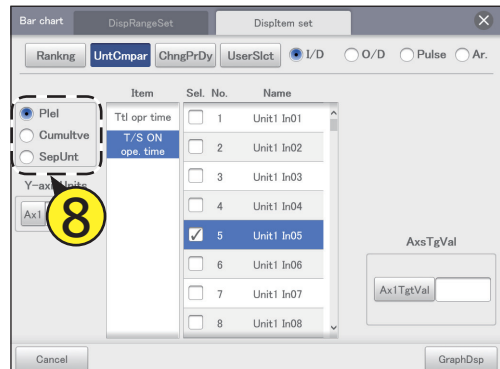 Bar chart
DispRangeSet
DispItem set
Rankng
UntCmpar
ChngPrDy
UserSlct
I/D
O/D
Pulse
Ar.
Item
Sel. No.
Name
Plel
Cumultve
SepUnt
Ttl opr time
T/S ON
ope. time
1 Unit1 In01
2 Unit1 In02
3 Unit1 In03
4 Unit1 In04
5 Unit1 In05
6 Unit1 In06
7 Unit1 In07
8 Unit1 In08
Ax1
8
AxsTgVal
Ax1TgtVal
Cancel
GraphDsp